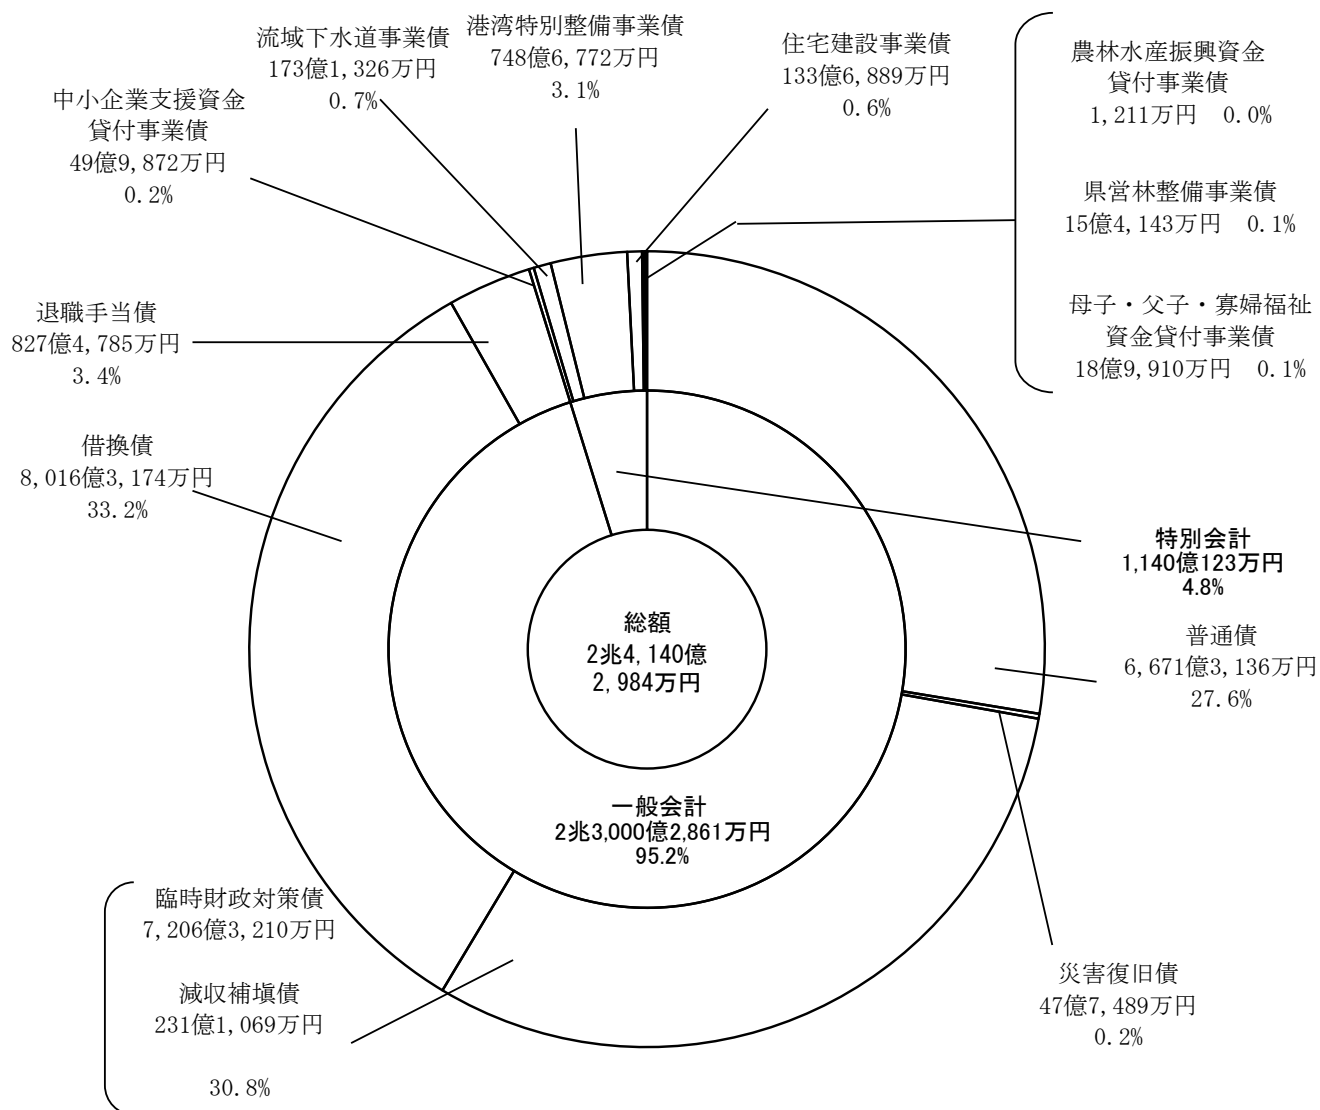 港湾特別整備事業債
748億6,772万円
3.1%
流域下水道事業債
173億1,326万円
0.7%
住宅建設事業債
133億6,889万円
0.6%
農林水産振興資金
貸付事業債
1,211万円 0.0%
県営林整備事業債
15億4,143万円 0.1%
母子・父子・寡婦福祉
資金貸付事業債
18億9,910万円 0.1%
中小企業支援資金
貸付事業債
49億9,872万円
0.2%
退職手当債
827億4,785万円
3.4%
借換債
8,016億3,174万円
33.2%
特別会計
1,140億123万円
4.8%
普通債
6,671億3,136万円
27.6%
総額
2兆4,140億
2,984万円
一般会計
2兆3,000億2,861万円
95.2%
臨時財政対策債
7,206億3,210万円
減収補塡債
231億1,069万円
30.8%
災害復旧債
47億7,489万円
0.2%